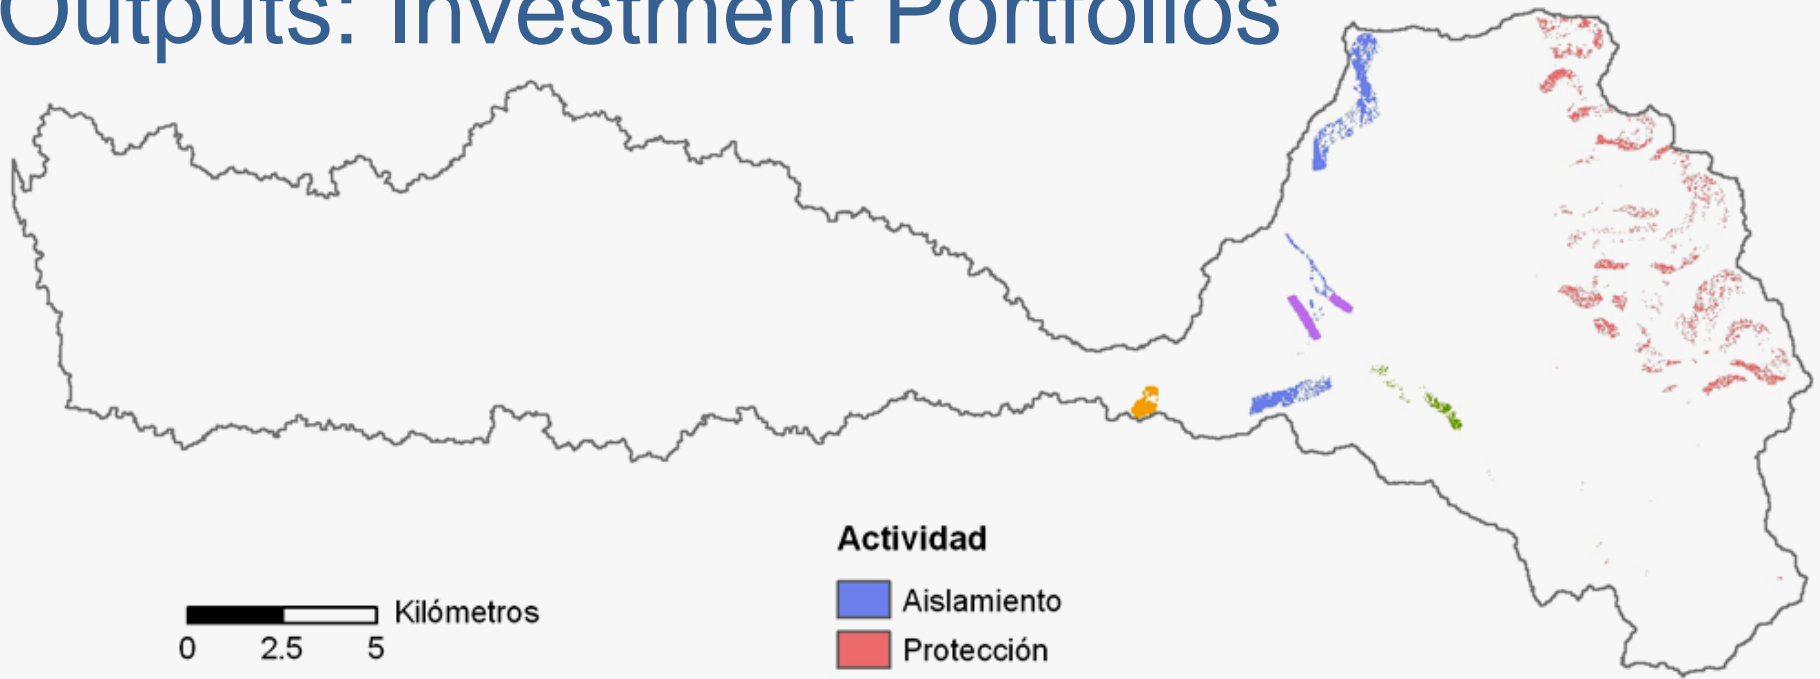 Outputs: Investment Portfolios
Actividad
Aislamiento
Kilómetros
0 2.5 5
Protección